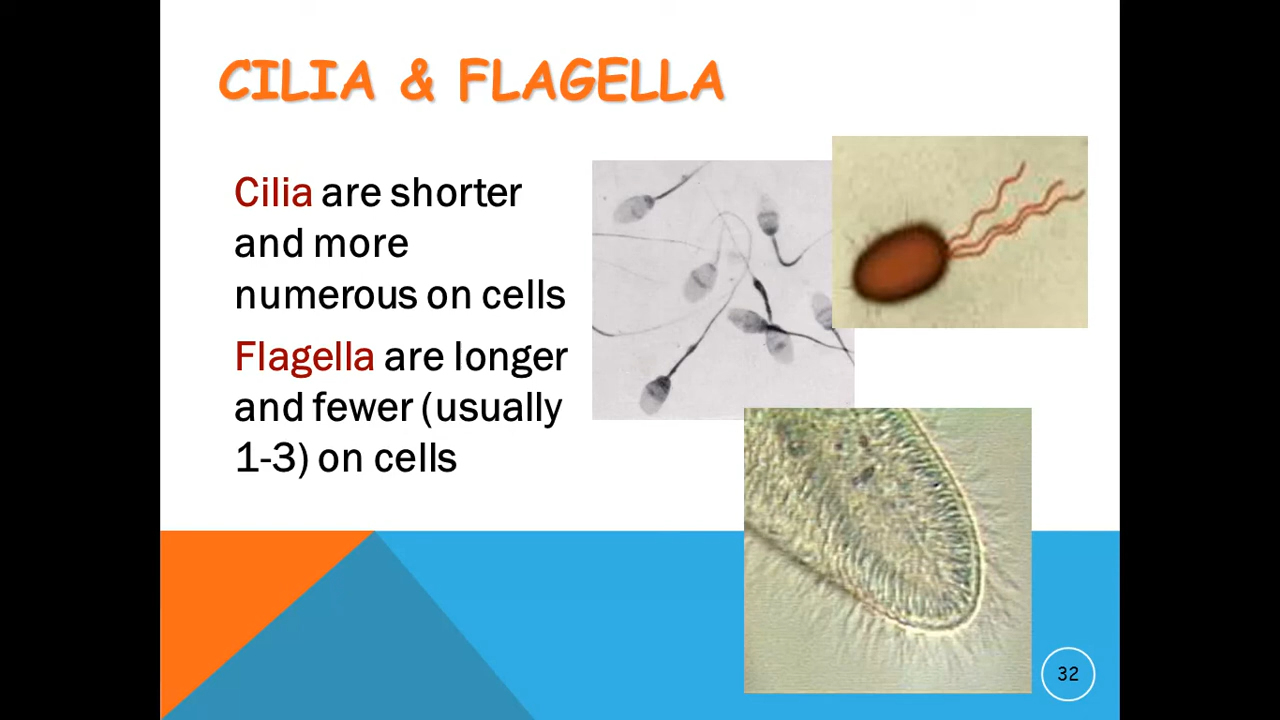 CILIA & FLAGELLA
Cilia are shorter
and more
numerous on cells
Flagella are longer
and fewer (usually
1-3) on cells
32